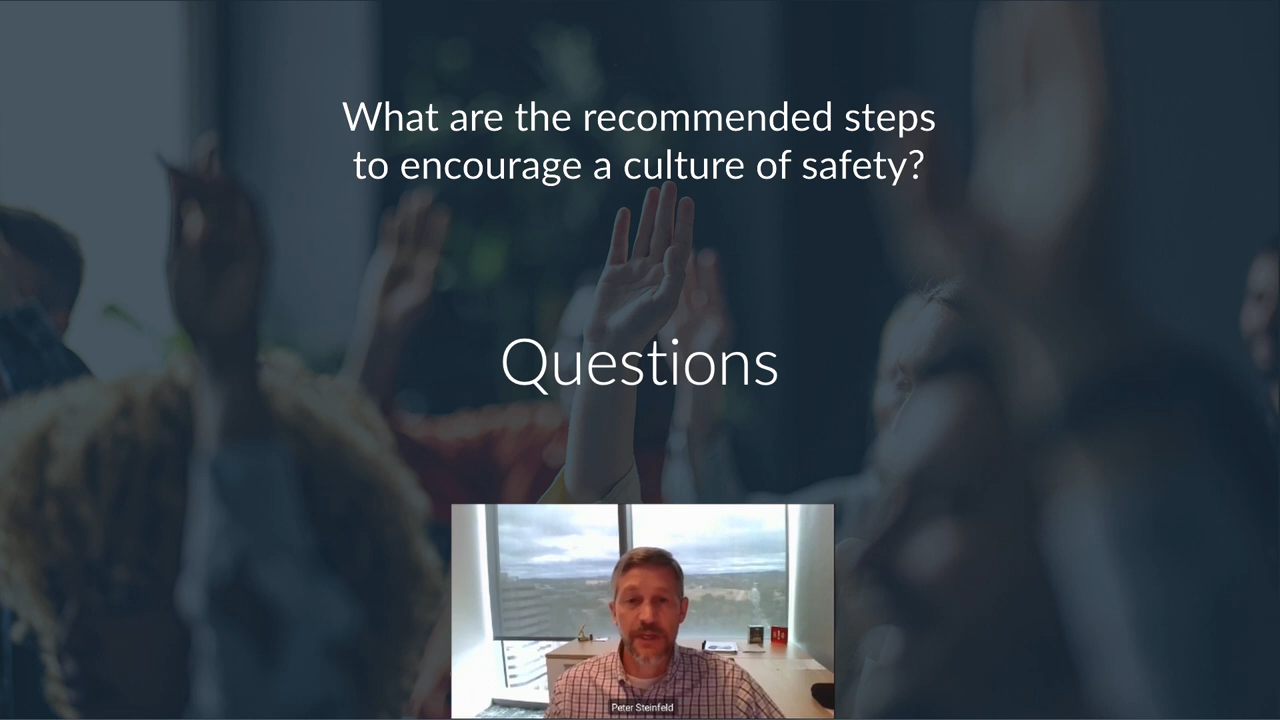 What are the recommended steps
to encourage a culture of safety?
Questions
Peter Steinfeld